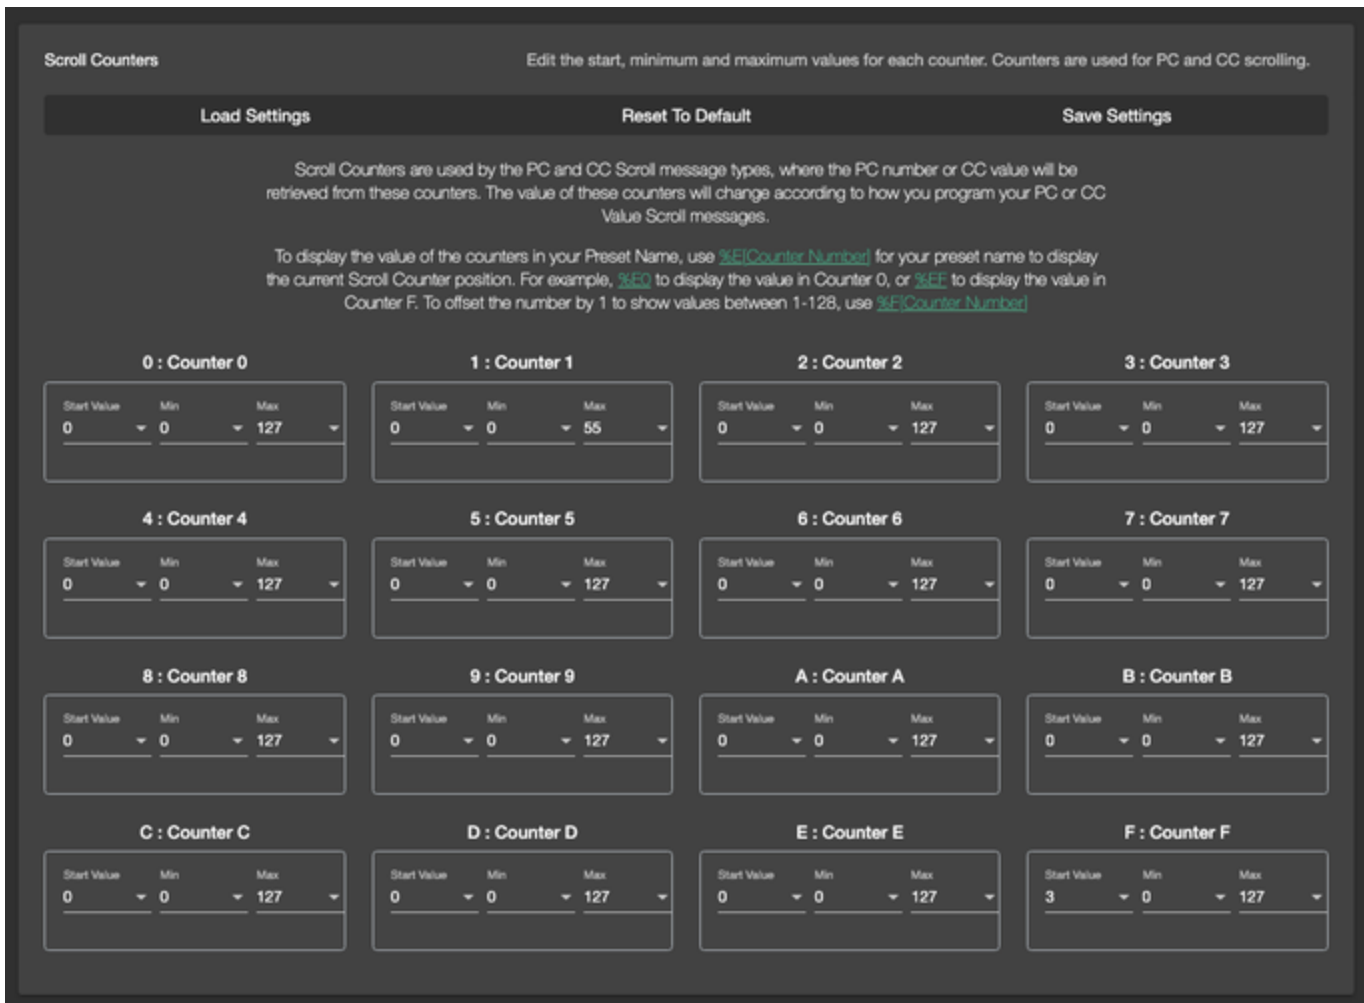 Scroll Counters
Edit the start, minimum and maximum values for each counter. Counters are used for PC and CC scrolling.
Load Settings
Reset To Default
Save Settings
Scroll Counters are used by the PC and CC Scroll message types, where the PC number or CC value will be
retrieved from these counters. The value of these counters will change according to how you program your PC or CC
Value Scroll messages.
To display the value of the counters in your Preset Name, use %E[Counter Number] for your preset name to display
the current Scroll Counter position. For example, %E0 to display the value in Counter 0, or %EF to display the value in
Counter F. To offset the number by 1 to show values between 1-128, use %F[Counter Number]
0 : Counter 0
1 : Counter 1
2 : Counter 2
3 : Counter 3
Start Value Min Max
0 0 127
Start Value Min Max
0 0 55
Start Value Min Max
0 0 127
Start Value Min Max
0 0 127
4 : Counter 4
5 : Counter 5
6 : Counter 6
7 : Counter 7
Start Value Min Max
0 0 127
Start Value Min Max
0 0 127
Start Value Min Max
0 0 127
Start Value Min Max
0 0 127
8 : Counter 8
9 : Counter 9
A : Counter A
B : Counter B
Start Value Min Max
0 0 127
Start Value Min Max
0 0 127
Start Value Min Max
0 0 127
Start Value Min Max
0 0 127
C : Counter C
D : Counter D
E : Counter E
F : Counter F
Start Value Min Max
0 0 127
Start Value Min Max
0 0 127
Start Value Min Max
0 0 127
Start Value Min Max
3 0 127